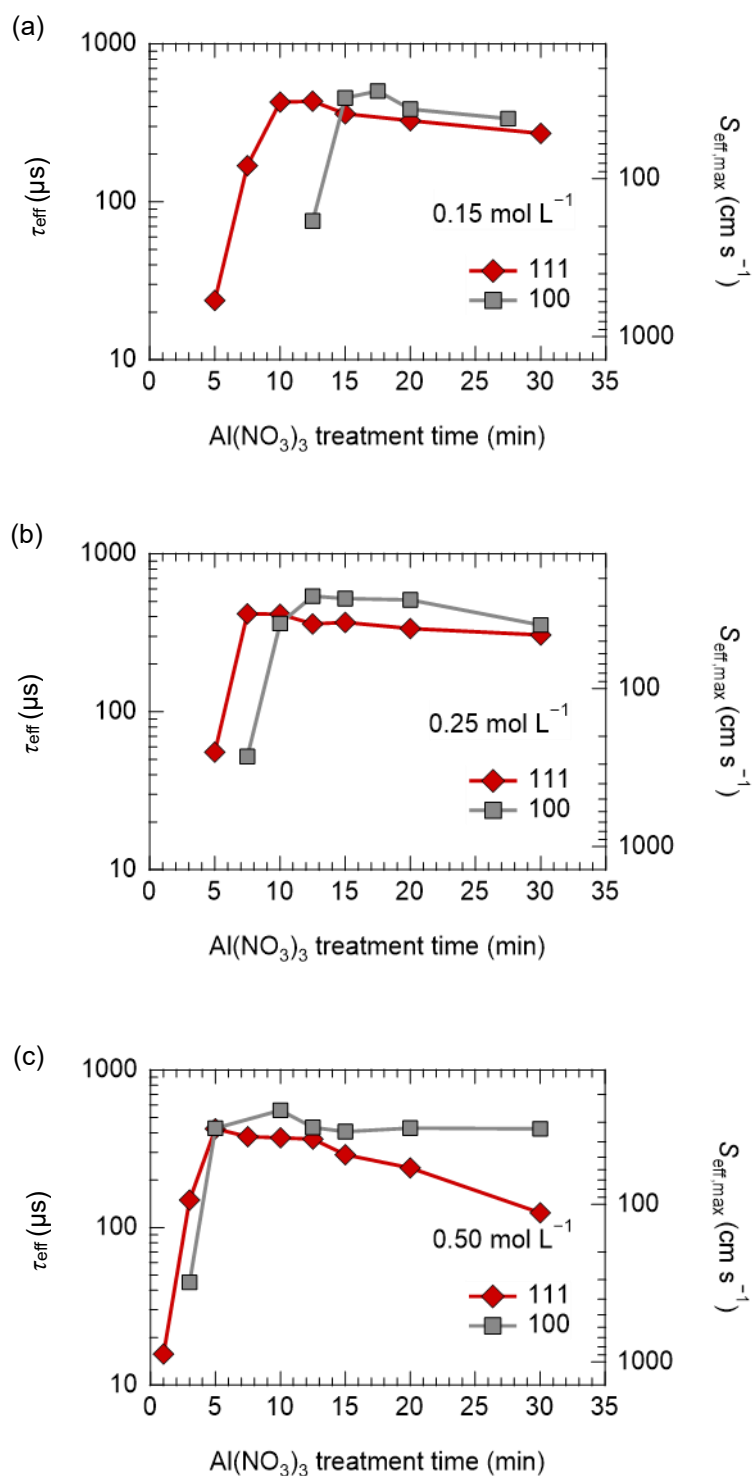 (a)
1000
100
10
τeff (µs)
Seff,max (cm s⁻¹)
100
1000
0.15 mol L⁻¹
111
100
0 5 10 15 20 25 30 35
Al(NO₃)₃ treatment time (min)
(b)
1000
100
10
τeff (µs)
Seff,max (cm s⁻¹)
100
1000
0.25 mol L⁻¹
111
100
0 5 10 15 20 25 30 35
Al(NO₃)₃ treatment time (min)
(c)
1000
100
10
τeff (µs)
Seff,max (cm s⁻¹)
100
1000
0.50 mol L⁻¹
111
100
0 5 10 15 20 25 30 35
Al(NO₃)₃ treatment time (min)